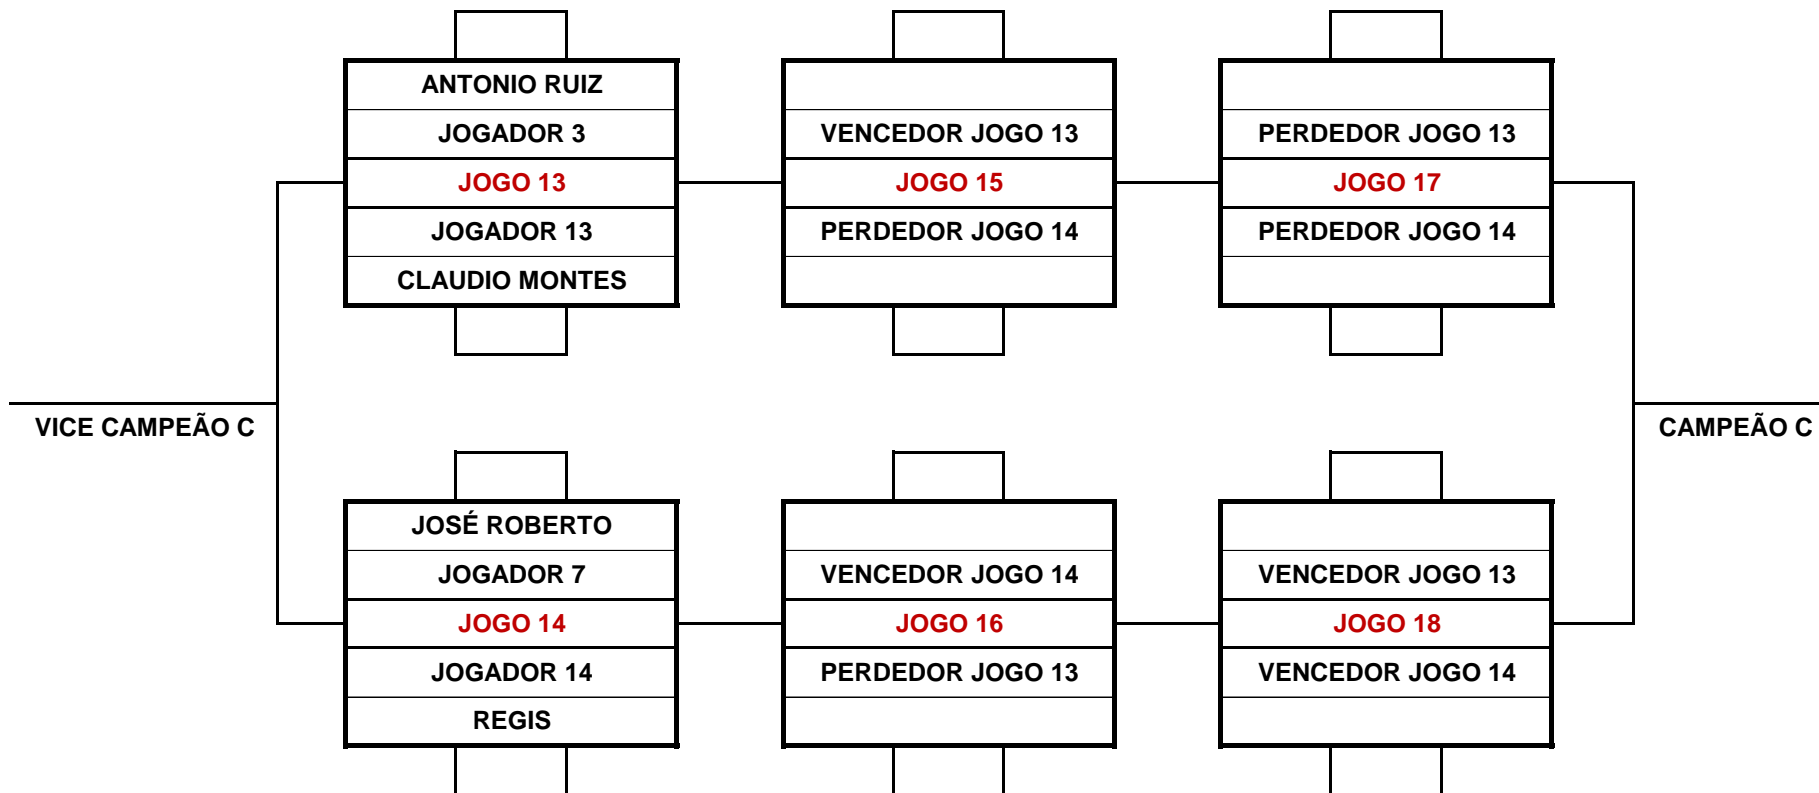 ANTONIO RUIZ
JOGADOR 3
JOGO 13
JOGADOR 13
CLAUDIO MONTES
VENCEDOR JOGO 13
JOGO 15
PERDEDOR JOGO 14
PERDEDOR JOGO 13
JOGO 17
PERDEDOR JOGO 14
VICE CAMPEÃO C
CAMPEÃO C
JOSÉ ROBERTO
JOGADOR 7
JOGO 14
JOGADOR 14
REGIS
VENCEDOR JOGO 14
JOGO 16
PERDEDOR JOGO 13
VENCEDOR JOGO 13
JOGO 18
VENCEDOR JOGO 14